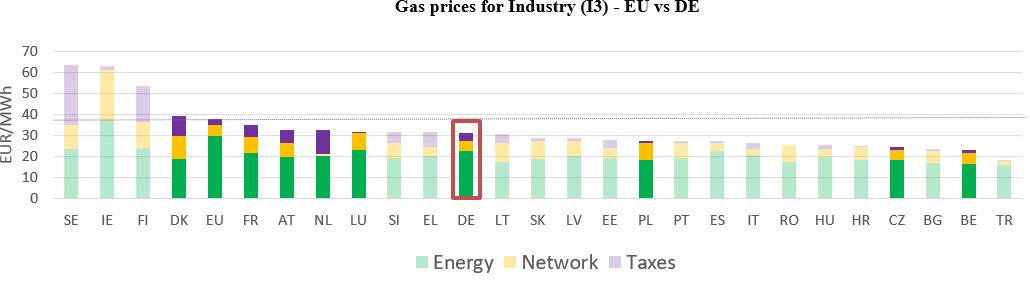 Gas prices for Industry (I3) - EU vs DE
EUR/MWh
70
60
50
40
30
20
10
0
SE IE FI DK EU FR AT NL LU SI EL DE LT SK LV EE PL PT ES IT RO HU HR CZ BG BE TR
Energy Network Taxes